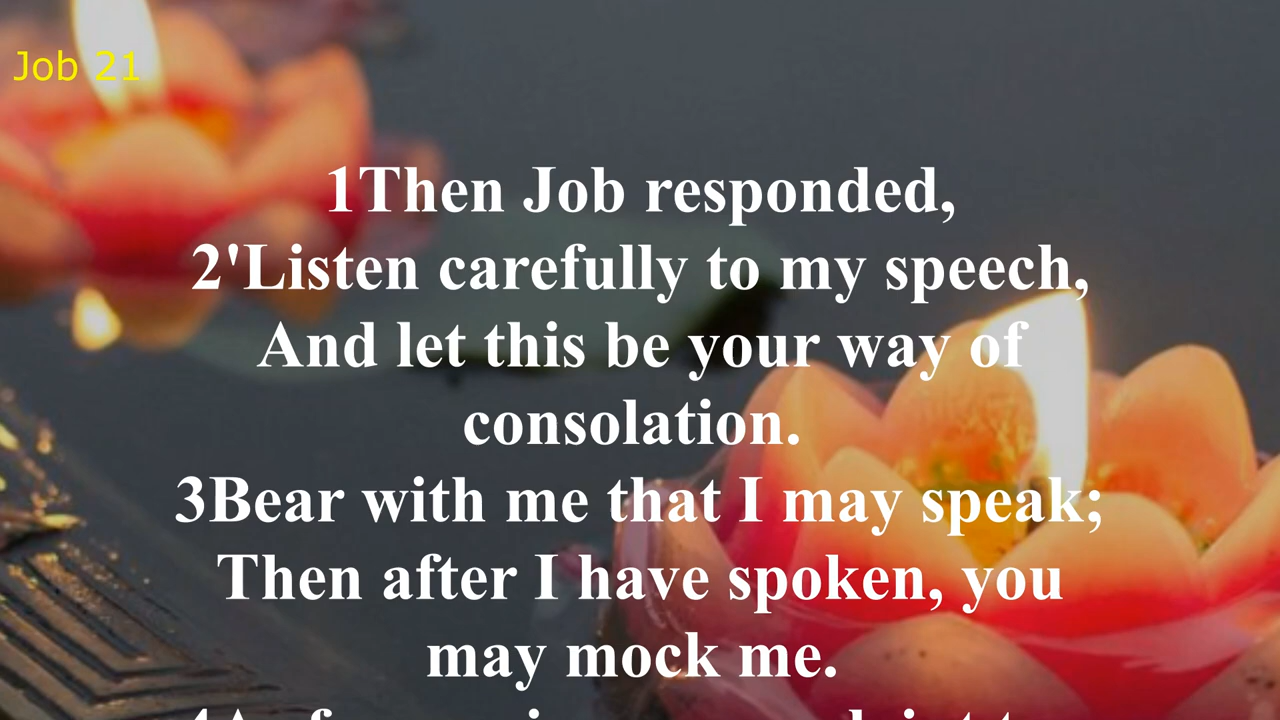 Job 21
1Then Job responded,
2'Listen carefully to my speech,
And let this be your way of
consolation.
3Bear with me that I may speak;
Then after I have spoken, you
may mock me.